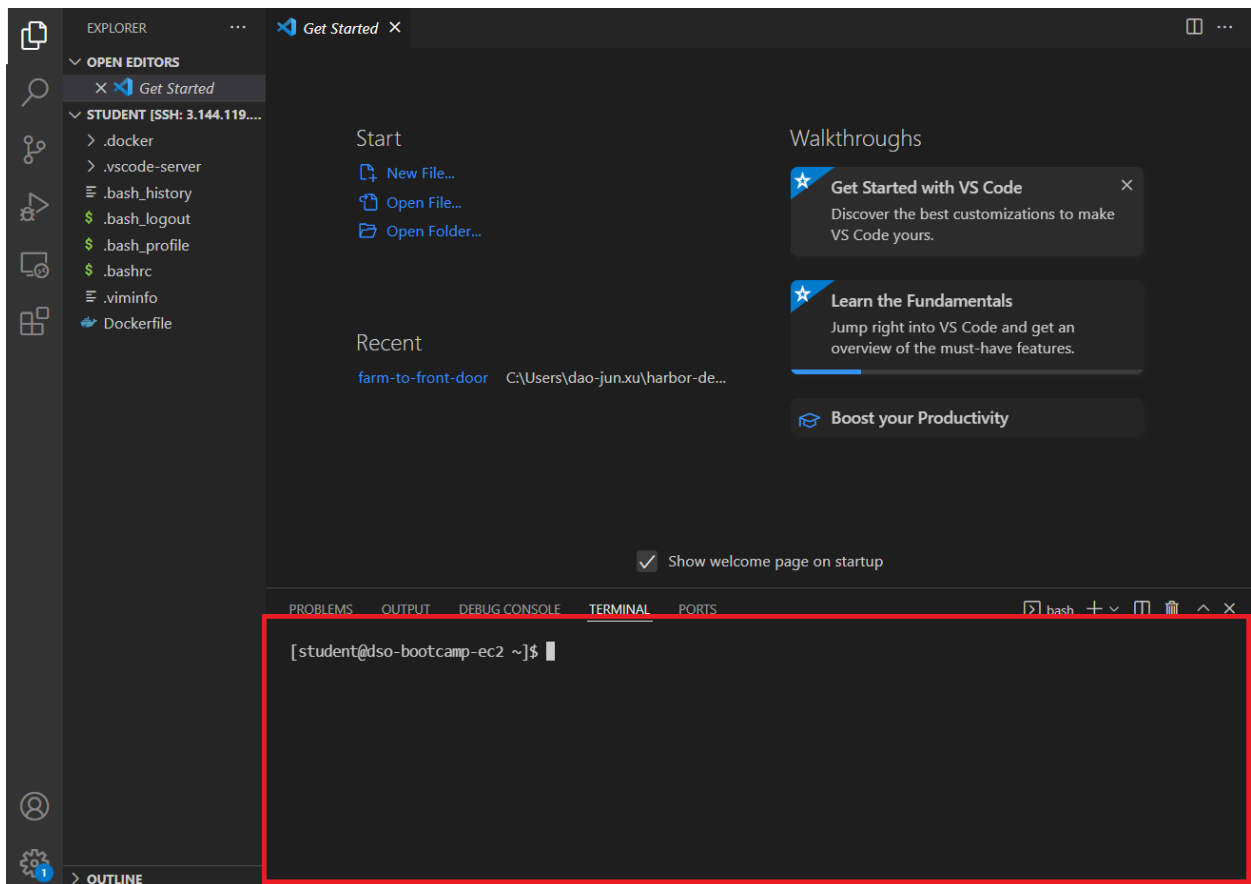 EXPLORER ···
Get Started
···
OPEN EDITORS
Get Started
STUDENT [SSH: 3.144.119....
.docker
.vscode-server
.bash_history
.bash_logout
.bash_profile
.bashrc
.viminfo
Dockerfile
OUTLINE
1
Start
New File...
Open File...
Open Folder...
Recent
farm-to-front-door C:\Users\dao-jun.xu\harbor-de...
Walkthroughs
Get Started with VS Code
Discover the best customizations to make
VS Code yours.
Learn the Fundamentals
Jump right into VS Code and get an
overview of the must-have features.
Boost your Productivity
Show welcome page on startup
PROBLEMS OUTPUT DEBUG CONSOLE TERMINAL PORTS bash
[student@dso-bootcamp-ec2 ~]$